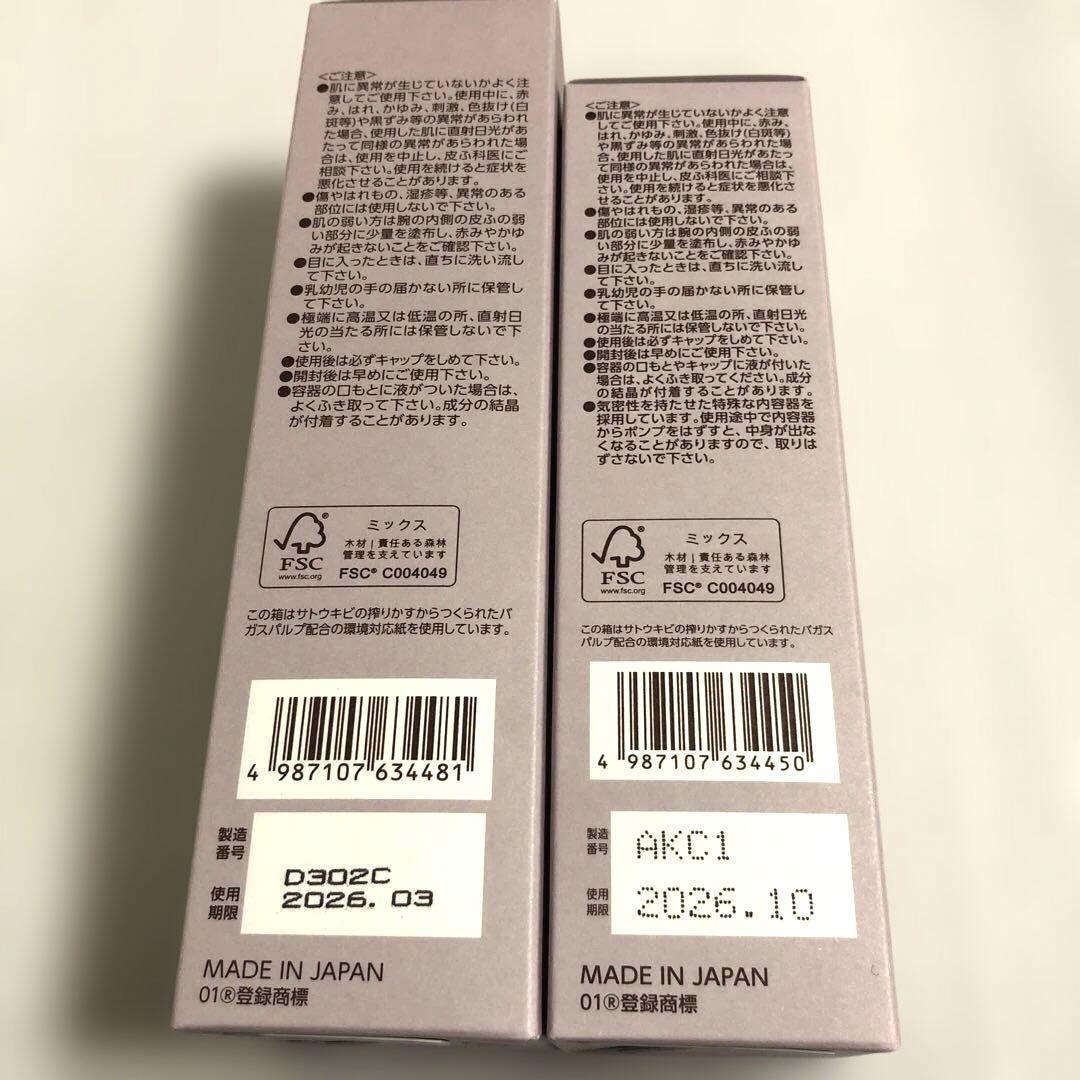 <ご注意>
●肌に異常が生じていないかよく注
意してご使用下さい。使用中に、赤
み、はれ、かゆみ、刺激、色抜け(白
斑等)や黒ずみ等の異常があらわれ
た場合、使用した肌に直射日光があ
たって同様の異常があらわれた場
合は、使用を中止し、皮ふ科医にご
相談下さい。使用を続けると症状を
悪化させることがあります。
●傷やはれもの、湿疹等、異常のある
部位には使用しないで下さい。
●肌の弱い方は腕の内側の皮ふの弱
い部分に少量を塗布し、赤みやかゆ
みが起きないことをご確認下さい。
●目に入ったときは、直ちに洗い流し
て下さい。
●乳幼児の手の届かない所に保管し
て下さい。
●極端に高温又は低温の所、直射日
光の当たる所には保管しないで下
さい。
●使用後は必ずキャップをしめて下さい。
●開封後は早めにご使用下さい。
●容器の口もとに液がついた場合は、
よくふき取って下さい。成分の結晶
が付着することがあります。
FSC®
www.fsc.org
ミックス
木材|責任ある森林
管理を支えています
FSC® C004049
この箱はサトウキビの搾りかすからつくられたバ
ガスパルプ配合の環境対応紙を使用しています。
4 987107 634481
製造
番号
D302C
使用
期限
2026. 03
MADE IN JAPAN
01®登録商標
<ご注意>
●肌に異常が生じていないかよく注意
してご使用下さい。使用中に、赤み、
はれ、かゆみ、刺激、色抜け(白斑等)
や黒ずみ等の異常があらわれた場
合、使用した肌に直射日光があたっ
て同様の異常があらわれた場合は、
使用を中止し、皮ふ科医にご相談下
さい。使用を続けると症状を悪化さ
せることがあります。
●傷やはれもの、湿疹等、異常のある
部位には使用しないで下さい。
●肌の弱い方は腕の内側の皮ふの弱
い部分に少量を塗布し、赤みやかゆ
みが起きないことをご確認下さい。
●目に入ったときは、直ちに洗い流し
て下さい。
●乳幼児の手の届かない所に保管し
て下さい。
●極端に高温又は低温の所、直射日光
の当たる所には保管しないで下さい。
●使用後は必ずキャップをしめて下さい。
●開封後は早めにご使用下さい。
●容器の口もとやキャップに液が付いた
場合は、よくふき取ってください。成分
の結晶が付着することがあります。
●気密性を持たせた特殊な内容器を
採用しています。使用途中で内容器
からポンプをはずすと、中身が出な
くなることがありますので、取りは
ずさないで下さい。
FSC®
www.fsc.org
ミックス
木材|責任ある森林
管理を支えています
FSC® C004049
この箱はサトウキビの搾りかすからつくられたバガス
パルプ配合の環境対応紙を使用しています。
4 987107 634450
製造
番号
AKC1
使用
期限
2026.10
MADE IN JAPAN
01®登録商標